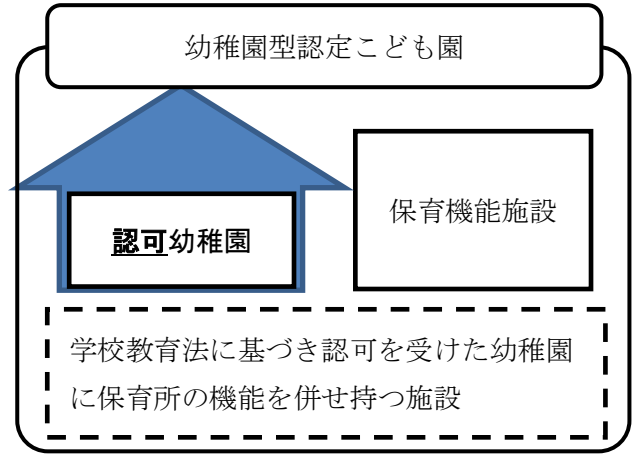 幼稚園型認定こども園
認可幼稚園
保育機能施設
学校教育法に基づき認可を受けた幼稚園
に保育所の機能を併せ持つ施設